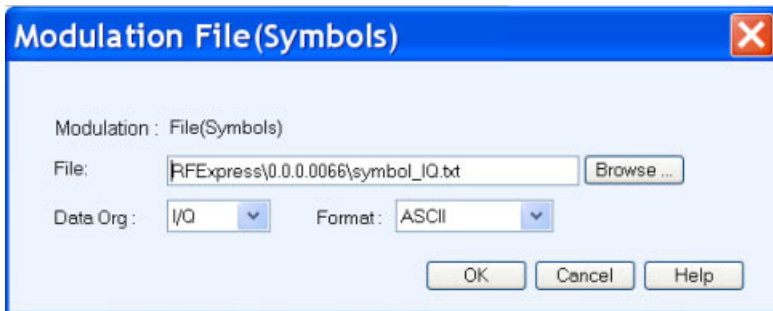 Modulation File(Symbols)
Modulation : File(Symbols)
File: RFExpress\0.0.0.0066\symbol_IQ.txt Browse ...
Data Org : I/Q Format : ASCII
OK Cancel Help